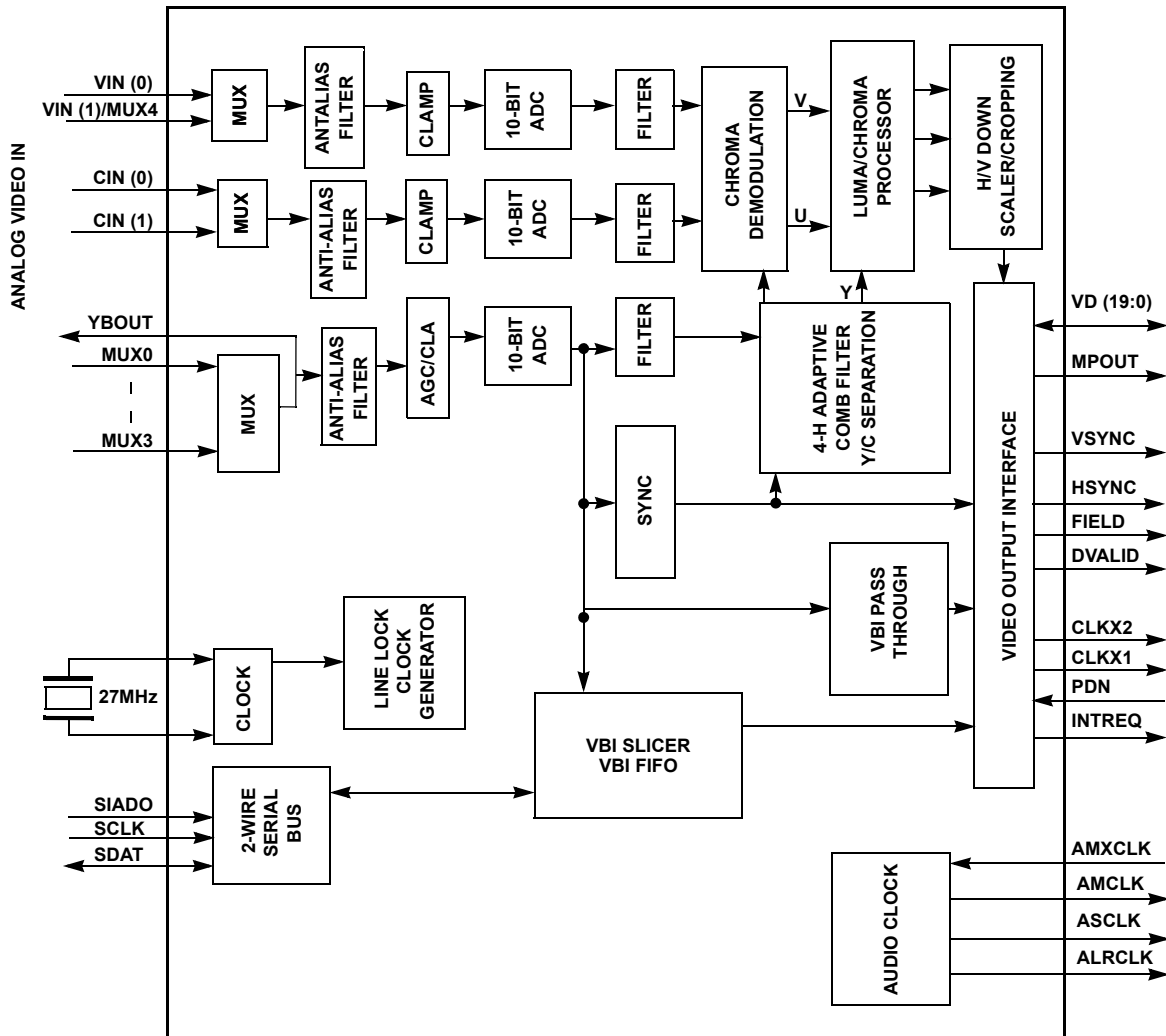 ANALOG VIDEO IN
VIN (0)
VIN (1)/MUX4
MUX
ANTALIAS
FILTER
CLAMP
10-BIT
ADC
FILTER
CHROMA
DEMODULATION
V
U
LUMA/CHROMA
PROCESSOR
H/V DOWN
SCALER/CROPPING
CIN (0)
CIN (1)
MUX
ANTI-ALIAS
FILTER
CLAMP
10-BIT
ADC
FILTER
YBOUT
MUX0
MUX3
MUX
ANTI-ALIAS
FILTER
AGC/CLA
10-BIT
ADC
FILTER
Y
4-H ADAPTIVE
COMB FILTER
Y/C SEPARATION
SYNC
VBI PASS
THROUGH
VIDEO OUTPUT INTERFACE
VD (19:0)
MPOUT
VSYNC
HSYNC
FIELD
DVALID
CLKX2
CLKX1
PDN
INTREQ
27MHz
CLOCK
LINE LOCK
CLOCK
GENERATOR
VBI SLICER
VBI FIFO
SIADO
SCLK
SDAT
2-WIRE
SERIAL
BUS
AUDIO CLOCK
AMXCLK
AMCLK
ASCLK
ALRCLK